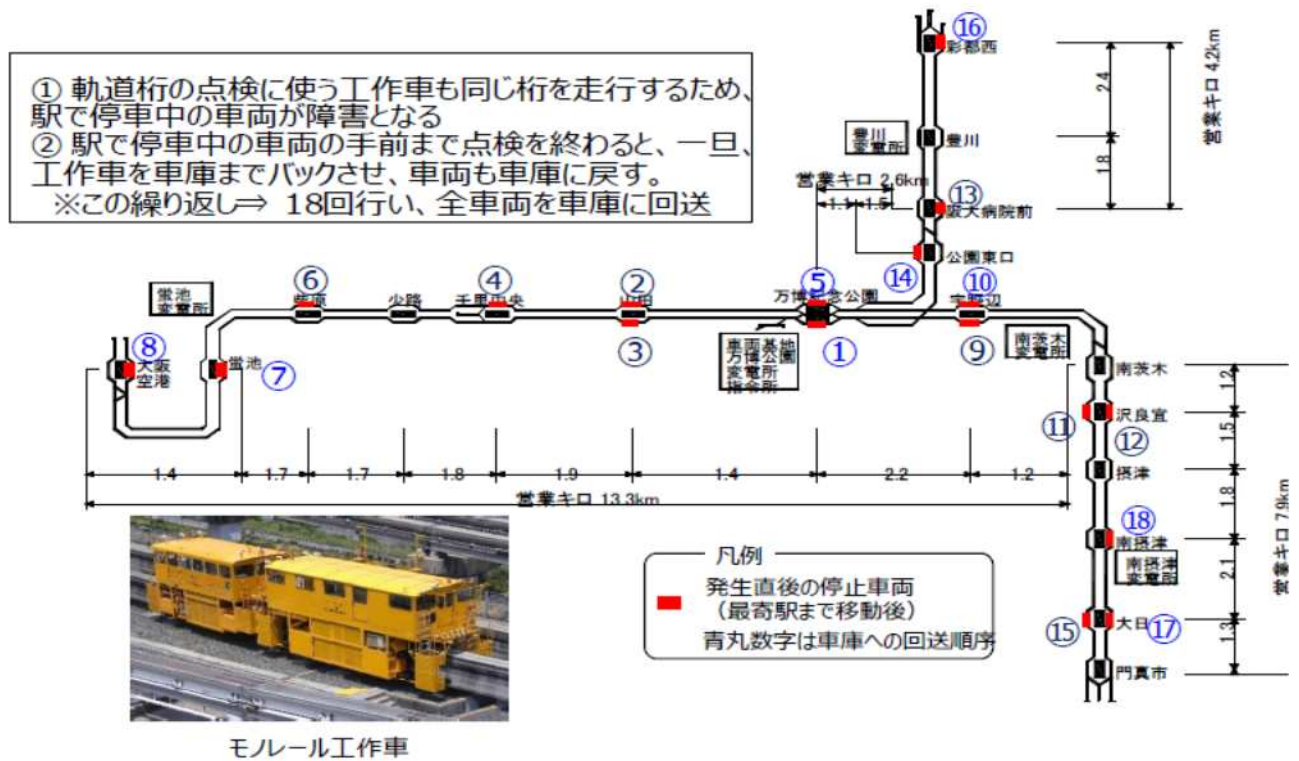 ① 軌道桁の点検に使う工作車も同じ桁を走行するため、
駅で停車中の車両が障害となる
② 駅で停車中の車両の手前まで点検を終わると、一旦、
工作車を車庫までバックさせ、車両も車庫に戻す。
※この繰り返し⇒ 18回行い、全車両を車庫に回送
⑯
彩都西
2.4
営業キロ 4.2km
豊川
変電所
豊川
1.8
営業キロ 2.6km
1.1
1.5
⑬
阪大病院前
公園東口
⑭
蛍池
変電所
⑥
柴原
少路
④
千里中央
②
山田
③
⑤
万博記念公園
①
車両基地
万博公園
変電所
指令所
⑩
宇野辺
⑨
南茨木
変電所
南茨木
⑧
大阪
空港
蛍池
⑦
1.2
沢良宜
⑪
⑫
1.5
摂津
1.8
⑱
南摂津
南摂津
変電所
2.1
⑮
大日
⑰
1.3
門真市
営業キロ 7.9km
1.4
1.7
1.7
1.8
1.9
1.4
2.2
1.2
営業キロ 13.3km
凡例
発生直後の停止車両
(最寄駅まで移動後)
青丸数字は車庫への回送順序
モノレール工作車